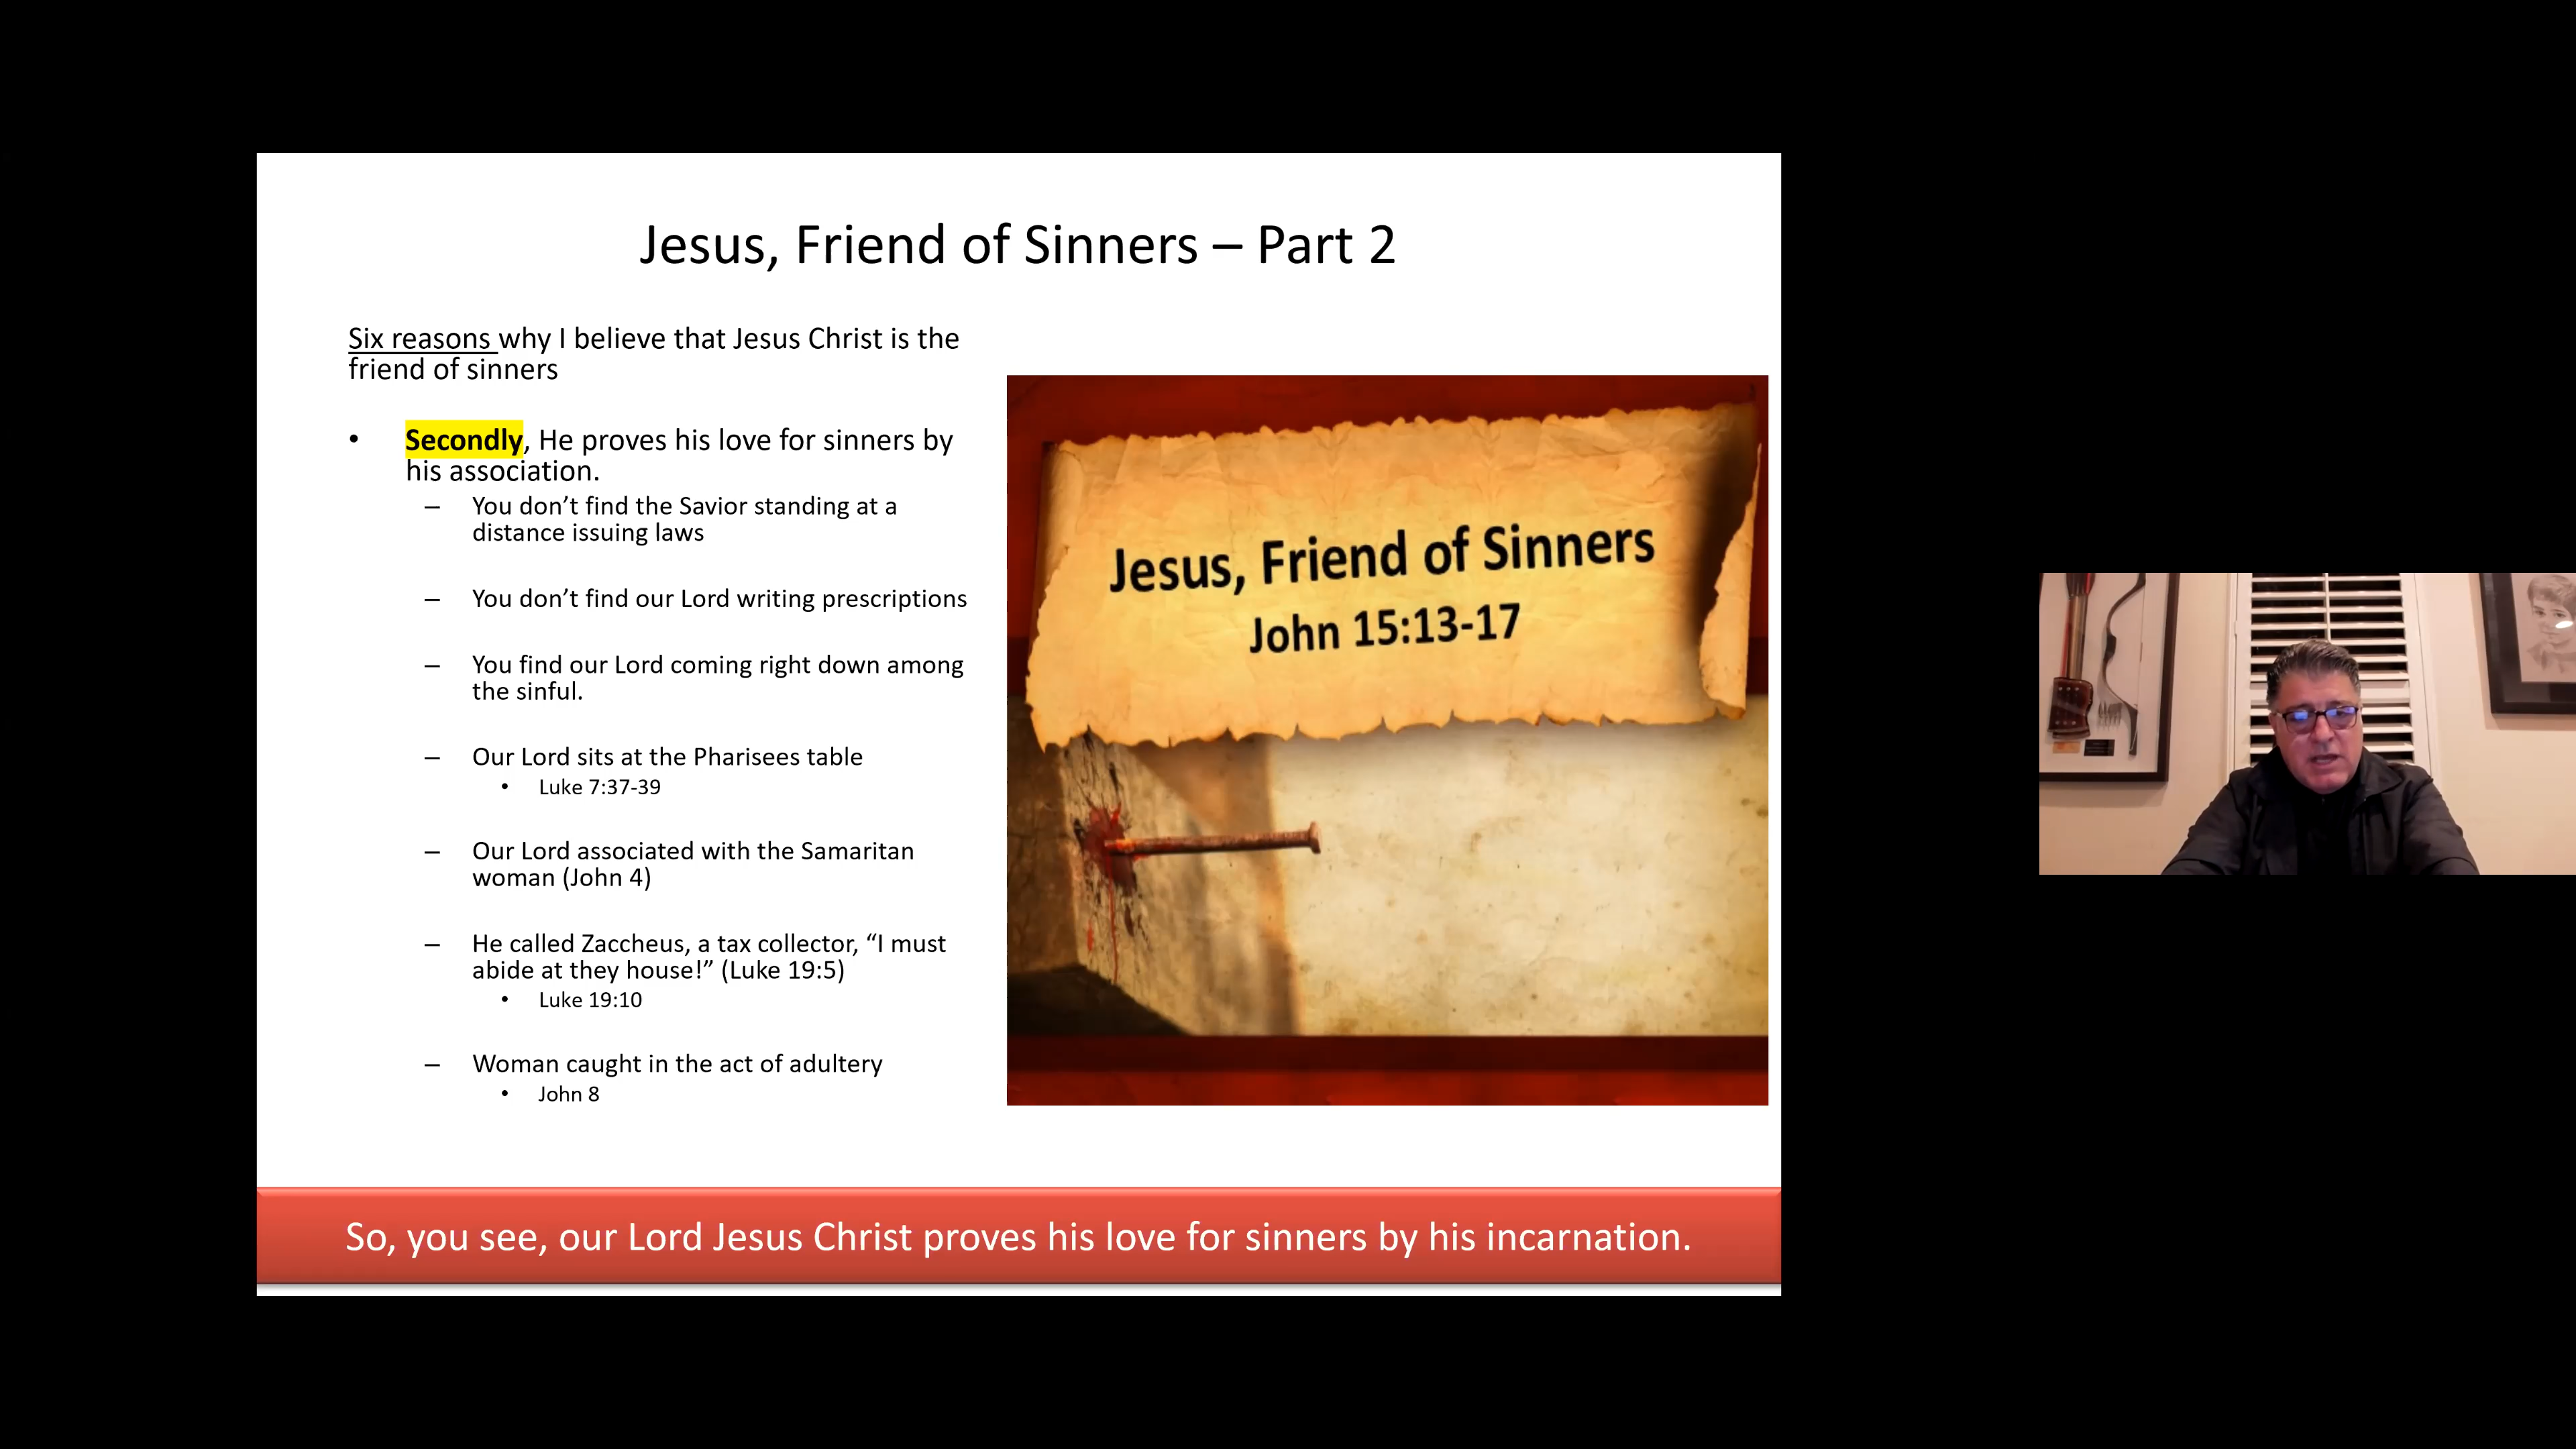 Jesus, Friend of Sinners – Part 2
Six reasons why I believe that Jesus Christ is the
friend of sinners
• Secondly, He proves his love for sinners by
his association.
– You don’t find the Savior standing at a
distance issuing laws
– You don’t find our Lord writing prescriptions
– You find our Lord coming right down among
the sinful.
– Our Lord sits at the Pharisees table
• Luke 7:37-39
– Our Lord associated with the Samaritan
woman (John 4)
– He called Zaccheus, a tax collector, “I must
abide at they house!” (Luke 19:5)
• Luke 19:10
– Woman caught in the act of adultery
• John 8
Jesus, Friend of Sinners
John 15:13-17
So, you see, our Lord Jesus Christ proves his love for sinners by his incarnation.